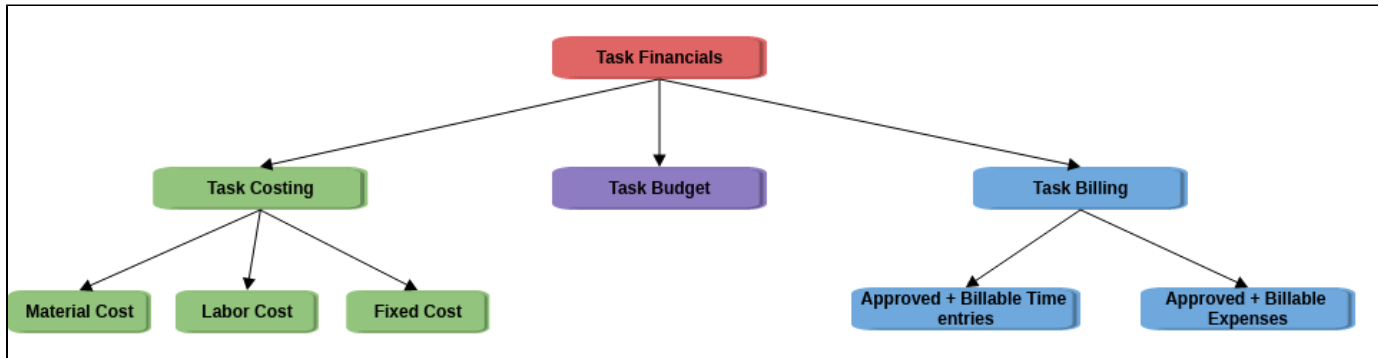 Task Financials
Task Costing
Task Budget
Task Billing
Material Cost
Labor Cost
Fixed Cost
Approved + Billable Time
entries
Approved + Billable
Expenses